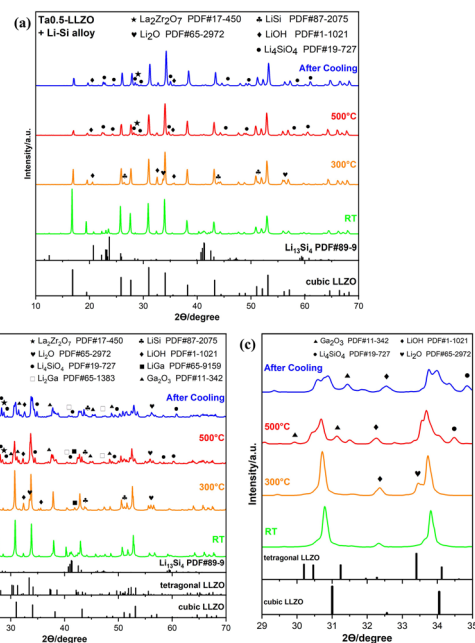 (a)
Ta0.5-LLZO
+ Li-Si alloy
★ La₂Zr₂O₇ PDF#17-450 ♣ LiSi PDF#87-2075
♥ Li₂O PDF#65-2972 ♦ LiOH PDF#1-1021
● Li₄SiO₄ PDF#19-727
After Cooling
500°C
300°C
RT
Li₁₃Si₄ PDF#89-9
cubic LLZO
Intensity/a.u.
10 20 30 40 50 60 70
2Θ/degree
★ La₂Zr₂O₇ PDF#17-450 ♣ LiSi PDF#87-2075
♥ Li₂O PDF#65-2972 ♦ LiOH PDF#1-1021
● Li₄SiO₄ PDF#19-727 ■ LiGa PDF#65-9159
□ Li₂Ga PDF#65-1383 ▲ Ga₂O₃ PDF#11-342
After Cooling
500°C
300°C
RT
Li₁₃Si₄ PDF#89-9
tetragonal LLZO
cubic LLZO
30 40 50 60 70
2Θ/degree
(c)
▲ Ga₂O₃ PDF#11-342 ♦ LiOH PDF#1-1021
♦ Li₄SiO₄ PDF#19-727 ♥ Li₂O PDF#65-2972
After Cooling
500°C
300°C
RT
tetragonal LLZO
cubic LLZO
Intensity/a.u.
29 30 31 32 33 34 35
2Θ/degree